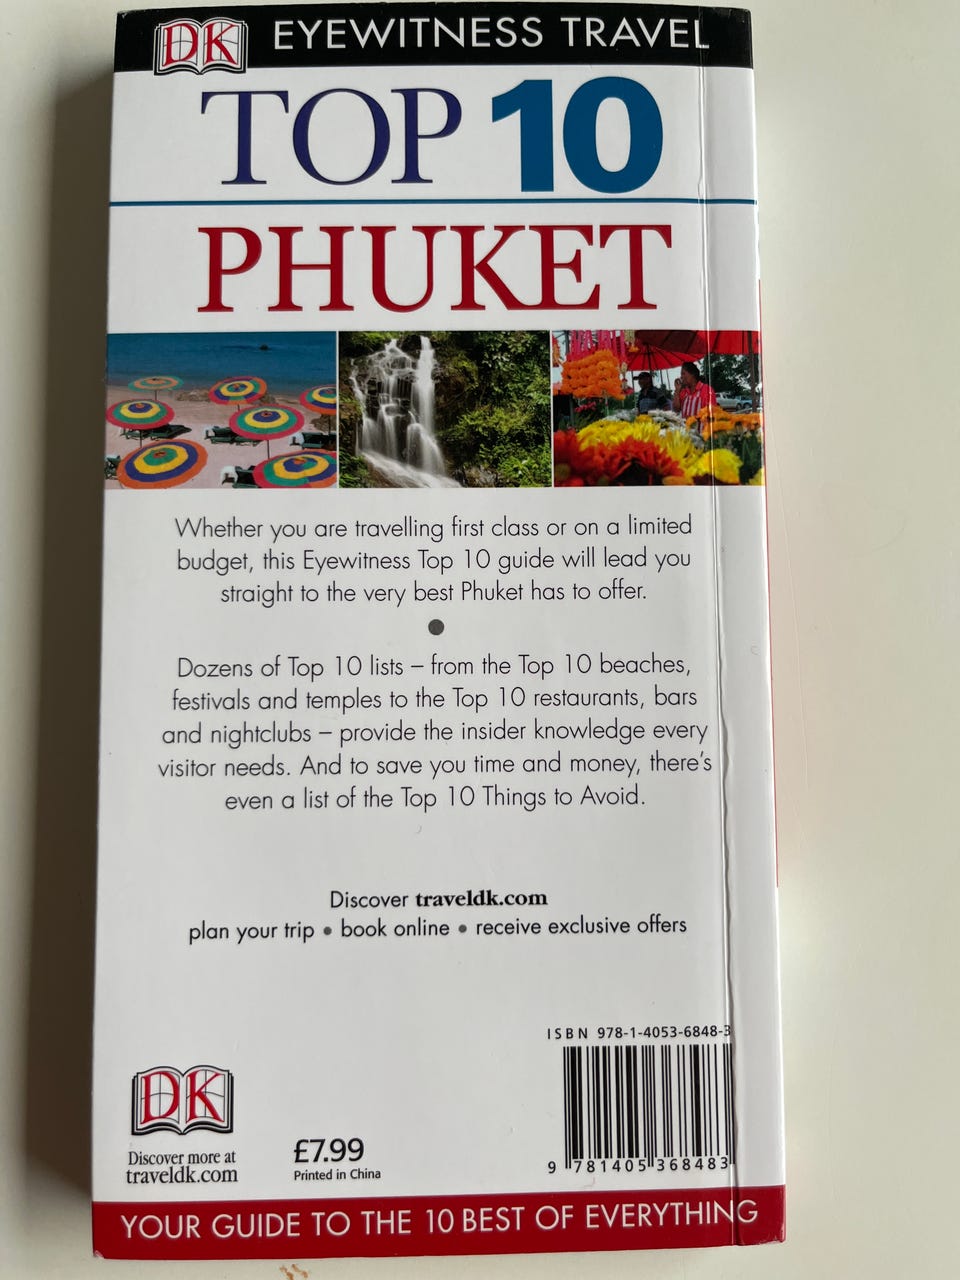 DK EYEWITNESS TRAVEL
TOP 10
PHUKET
Whether you are travelling first class or on a limited
budget, this Eyewitness Top 10 guide will lead you
straight to the very best Phuket has to offer.
●
Dozens of Top 10 lists – from the Top 10 beaches,
festivals and temples to the Top 10 restaurants, bars
and nightclubs – provide the insider knowledge every
visitor needs. And to save you time and money, there's
even a list of the Top 10 Things to Avoid.
Discover traveldk.com
plan your trip • book online • receive exclusive offers
ISBN 978-1-4053-6848-3
9 781405 368483
DK
Discover more at
traveldk.com
£7.99
Printed in China
YOUR GUIDE TO THE 10 BEST OF EVERYTHING